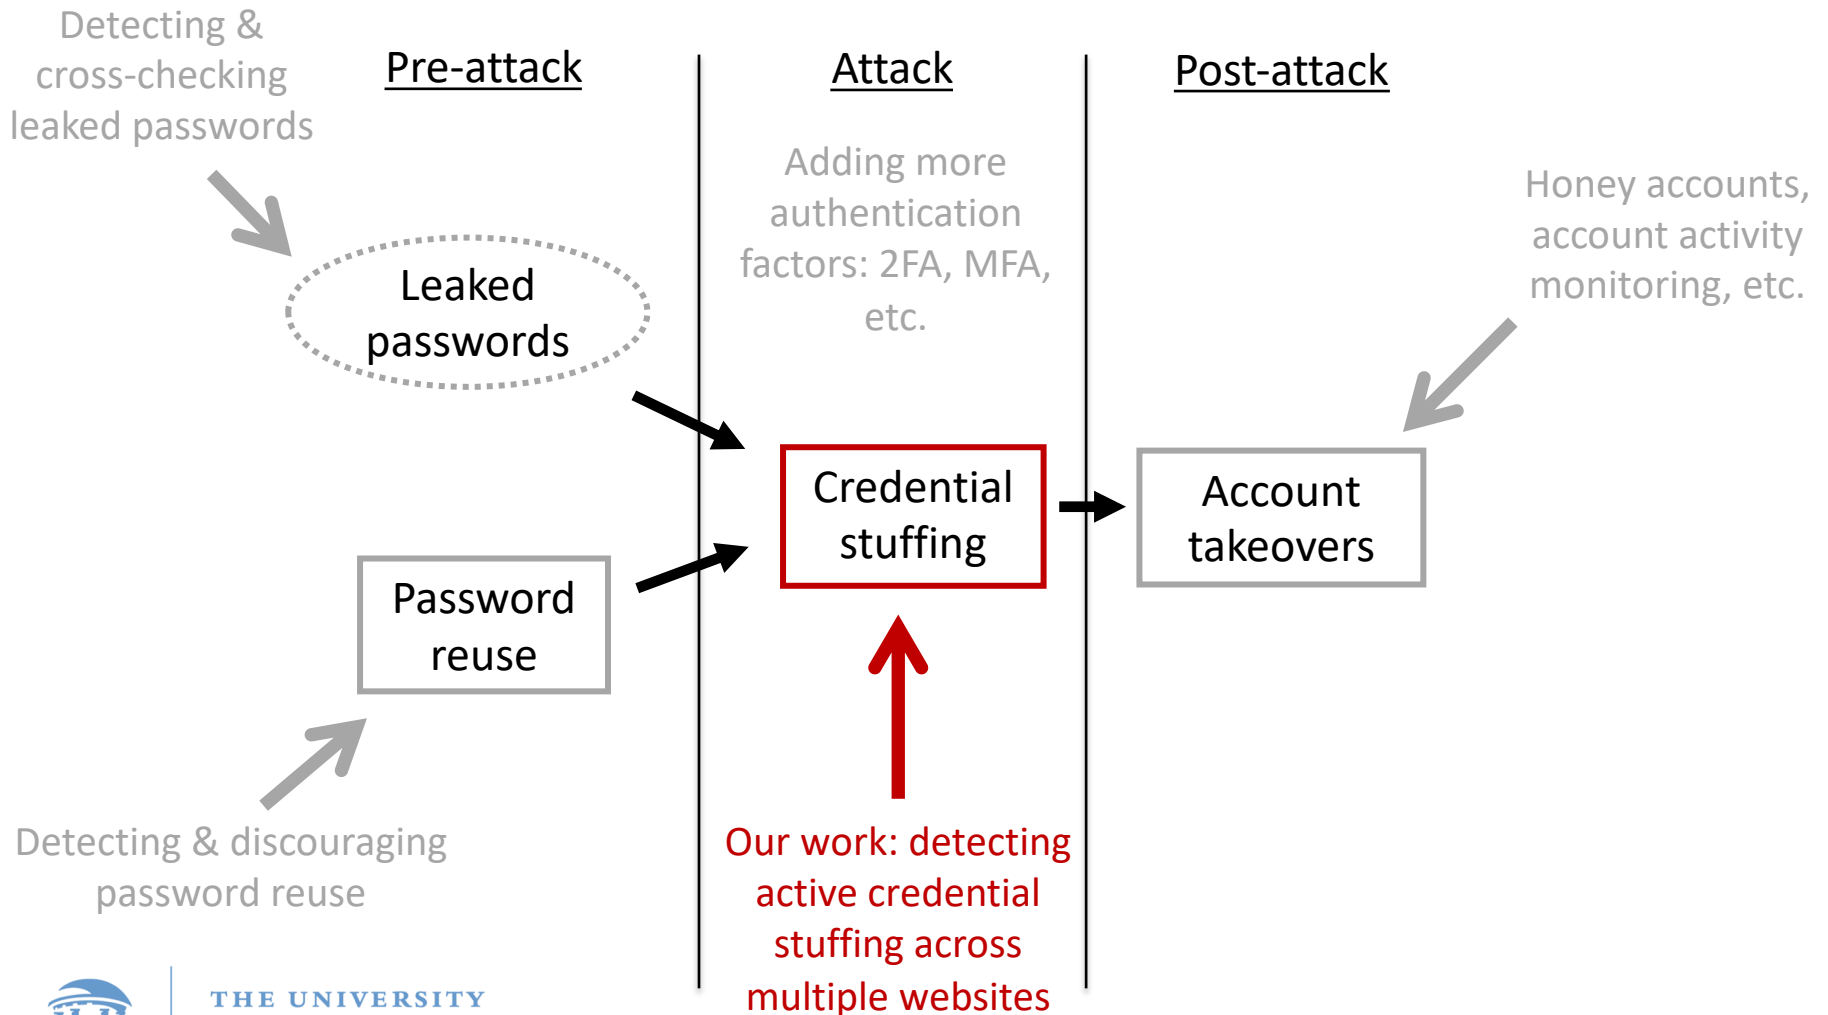 Detecting &
cross-checking
leaked passwords
Pre-attack
Attack
Post-attack
Adding more
authentication
factors: 2FA, MFA,
etc.
Honey accounts,
account activity
monitoring, etc.
Leaked
passwords
Credential
stuffing
Account
takeovers
Password
reuse
Detecting & discouraging
password reuse
Our work: detecting
active credential
stuffing across
multiple websites
THE UNIVERSITY